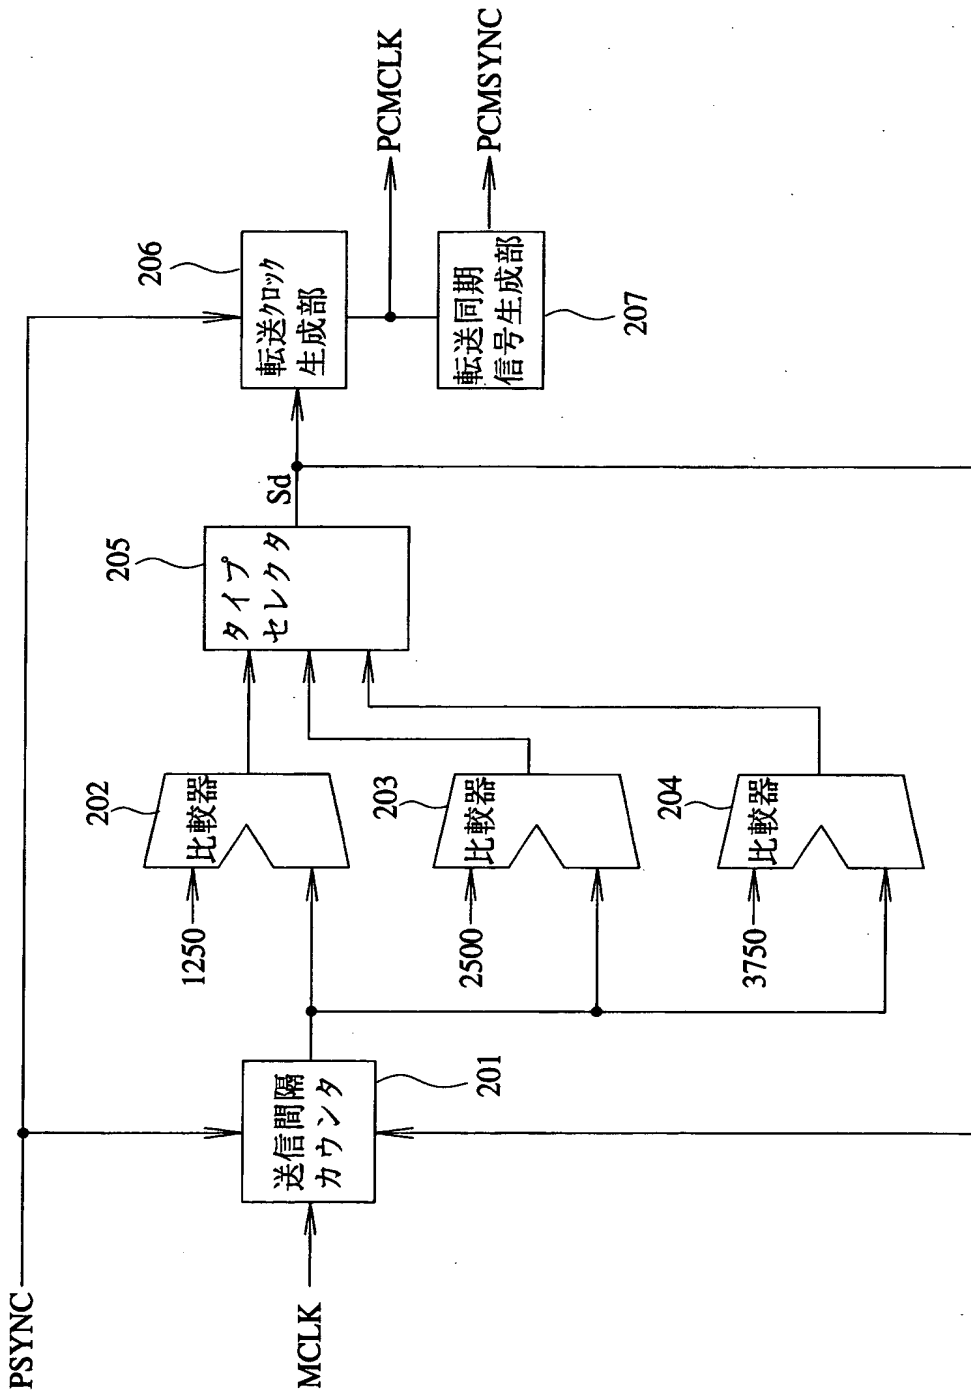 PSYNC
MCLK
送信間隔
カウンタ
201
1250
2500
3750
比較器
202
比較器
203
比較器
204
タイプ
セレクタ
205
Sd
転送クロック
生成部
206
転送同期
信号生成部
207
PCMCLK
PCMSYNC